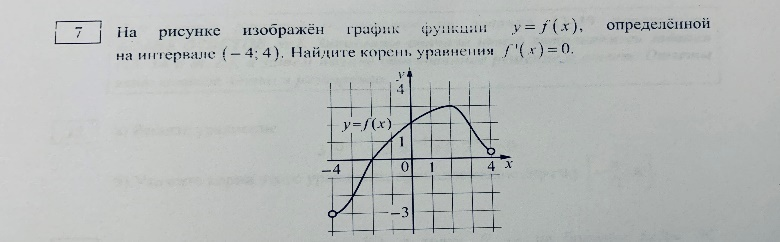 7
На рисунке изображён график функции y = f(x), определённой
на интервале (−4; 4). Найдите корень уравнения f′(x) = 0.
y
4
y=f(x)
1
−4 0 1 4 x
−3